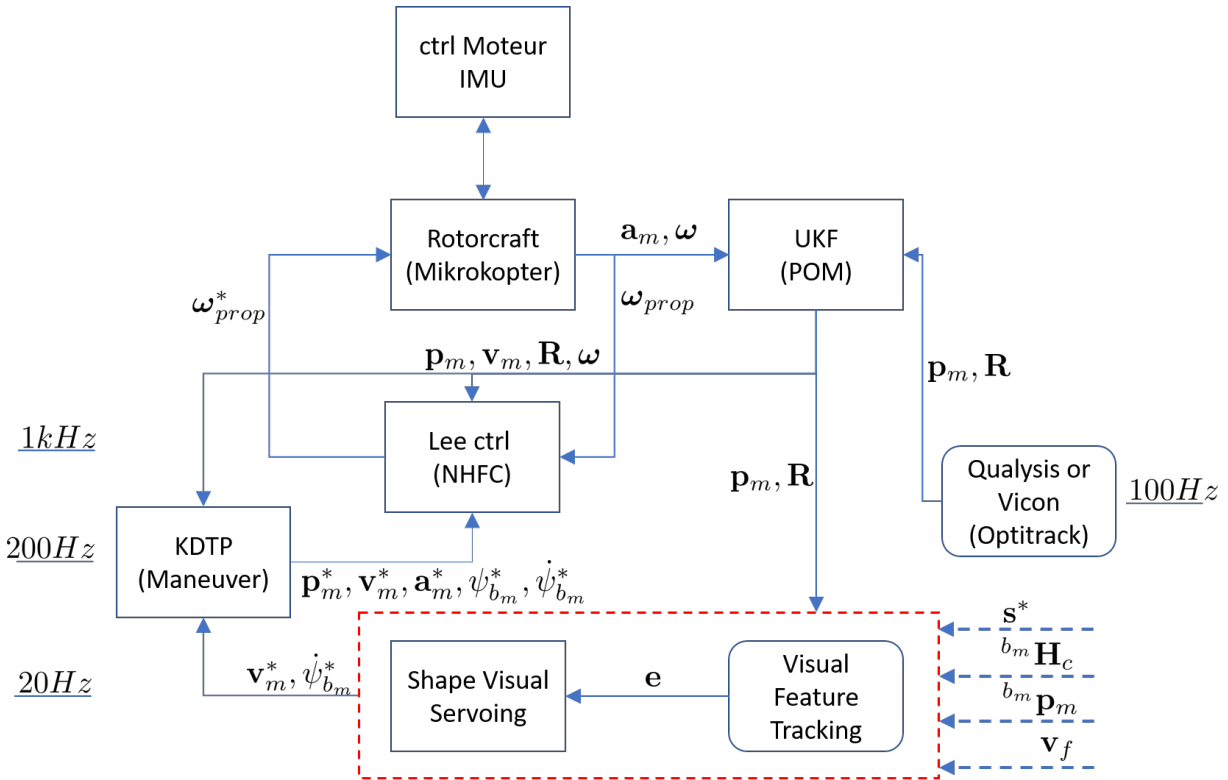 ctrl Moteur
IMU
Rotorcraft
(Mikrokopter)
a_m, ω
UKF
(POM)
ω*_prop
ω_prop
p_m, v_m, R, ω
p_m, R
1kHz
Lee ctrl
(NHFC)
p_m, R
Qualysis or
Vicon
(Optitrack)
100Hz
200Hz
KDTP
(Maneuver)
p*_m, v*_m, a*_m, ψ*_{b_m}, ψ̇*_{b_m}
s*
^{b_m}H_c
^{b_m}p_m
v_f
20Hz
v*_m, ψ̇*_{b_m}
Shape Visual
Servoing
e
Visual
Feature
Tracking